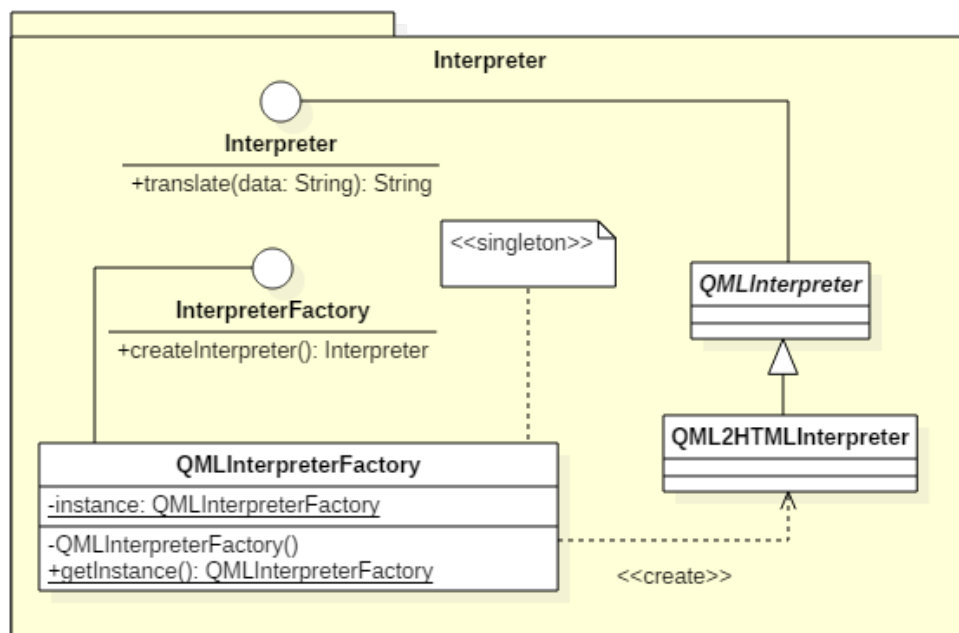 Interpreter
Interpreter
+translate(data: String): String
<<singleton>>
QMLInterpreter
InterpreterFactory
+createInterpreter(): Interpreter
QML2HTMLInterpreter
QMLInterpreterFactory
-instance: QMLInterpreterFactory
-QMLInterpreterFactory()
+getInstance(): QMLInterpreterFactory
<<create>>